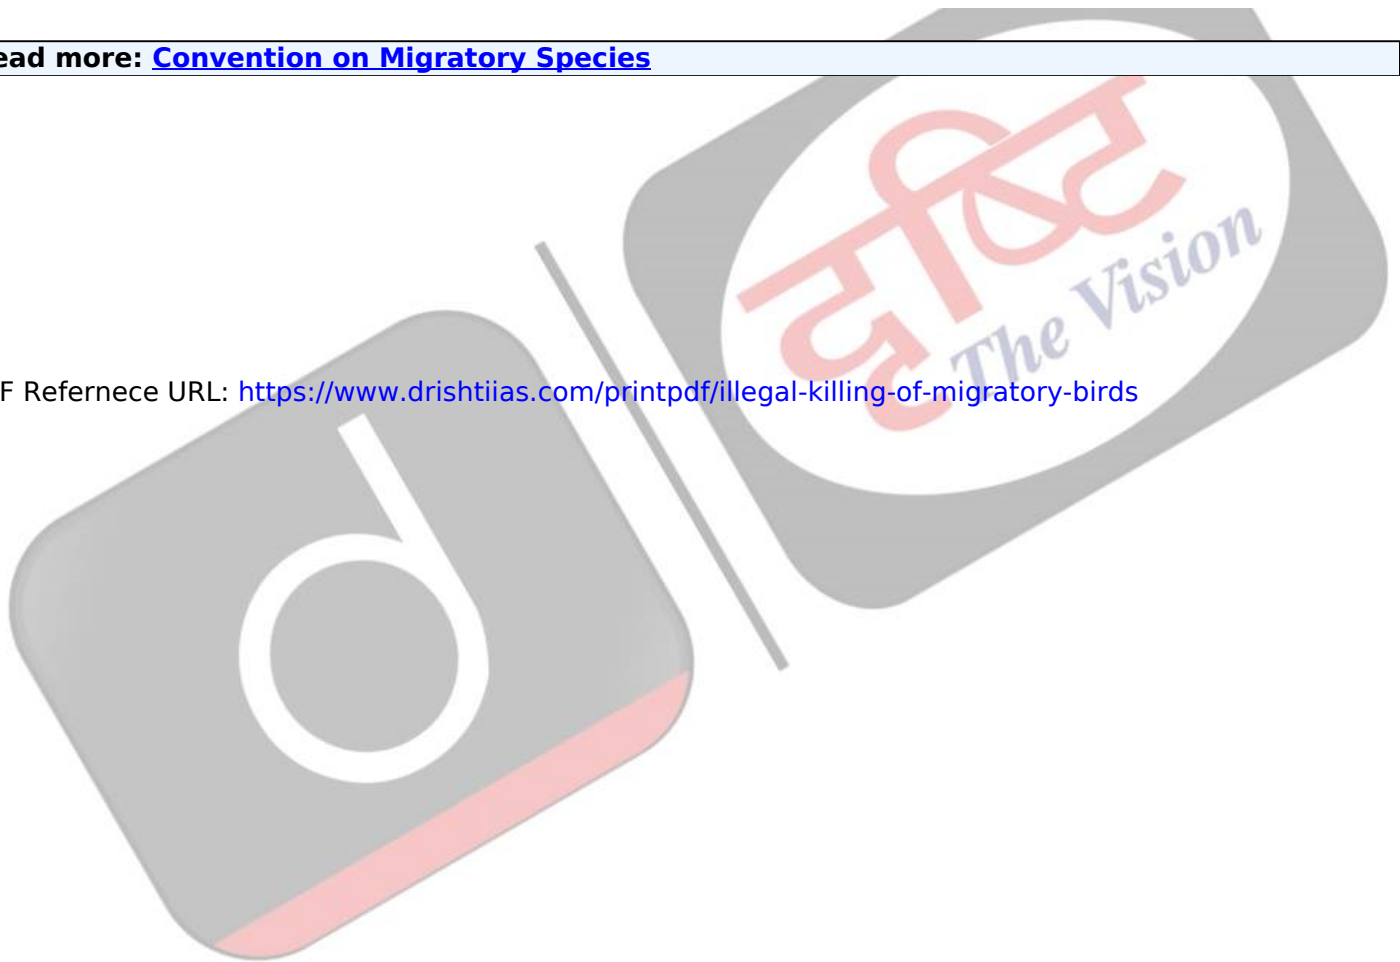 ead more: Convention on Migratory Species
दृष्टि
The Vision
F Refernece URL: https://www.drishtiias.com/printpdf/illegal-killing-of-migratory-birds
d